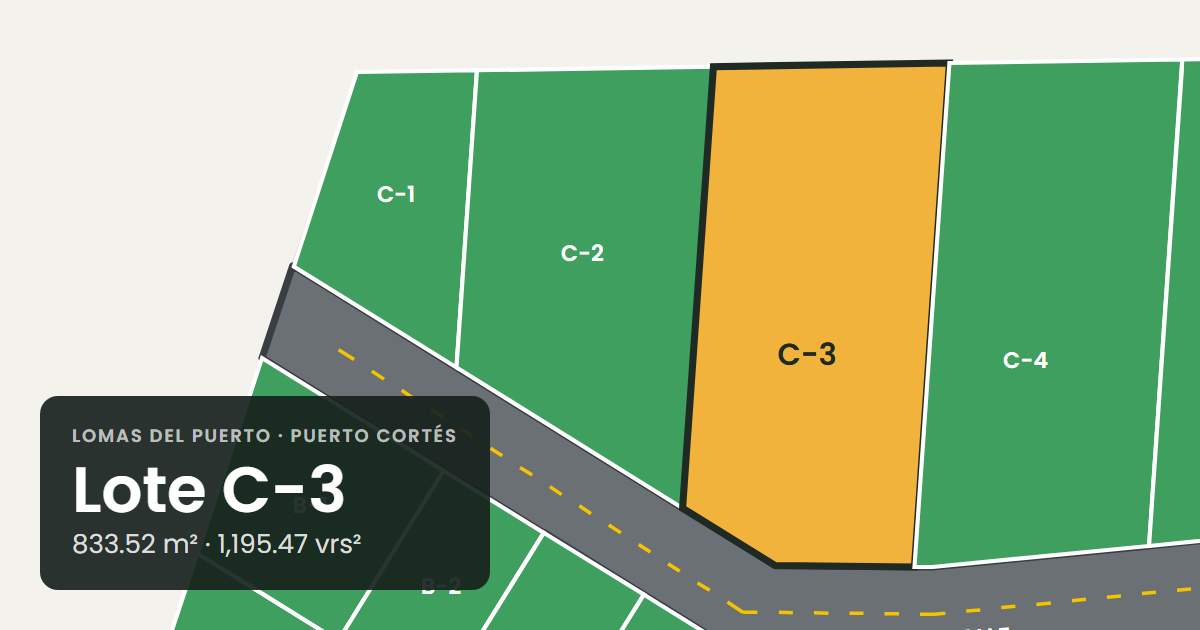 C-1
C-2
C-3
C-4
LOMAS DEL PUERTO · PUERTO CORTÉS
Lote C-3
833.52 m² · 1,195.47 vrs²
B-2